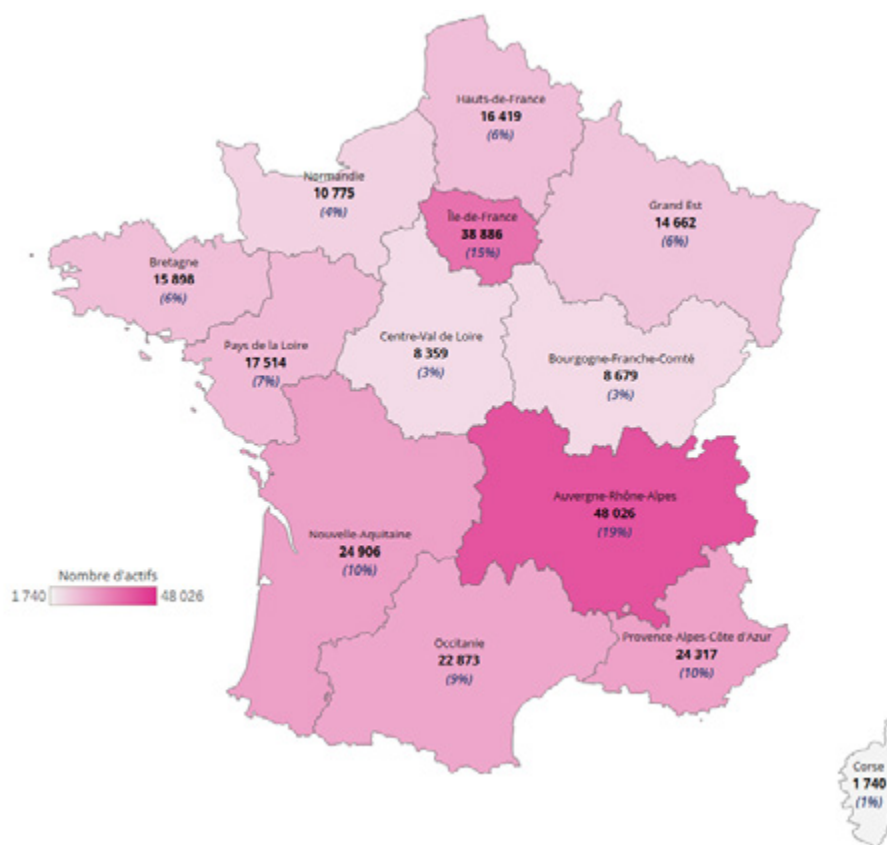 Hauts-de-France
16 419
(6%)
Normandie
10 775
(4%)
Île-de-France
38 886
(15%)
Grand Est
14 662
(6%)
Bretagne
15 898
(6%)
Pays de la Loire
17 514
(7%)
Centre-Val de Loire
8 359
(3%)
Bourgogne-Franche-Comté
8 679
(3%)
Auvergne-Rhône-Alpes
48 026
(19%)
Nouvelle-Aquitaine
24 906
(10%)
Nombre d'actifs
1 740 48 026
Occitanie
22 873
(9%)
Provence-Alpes-Côte d'Azur
24 317
(10%)
Corse
1 740
(1%)